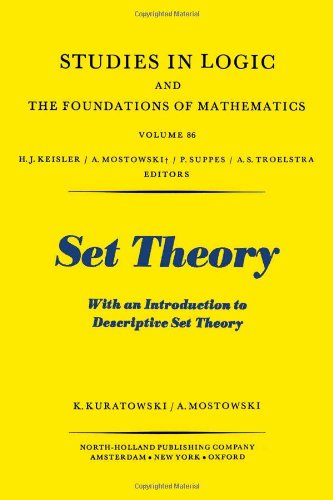 STUDIES IN LOGIC
AND
THE FOUNDATIONS OF MATHEMATICS
VOLUME 86
H. J. KEISLER / A. MOSTOWSKI† / P. SUPPES / A. S. TROELSTRA
EDITORS
Set Theory
With an Introduction to
Descriptive Set Theory
K. KURATOWSKI / A. MOSTOWSKI
NORTH-HOLLAND PUBLISHING COMPANY
AMSTERDAM • NEW YORK • OXFORD